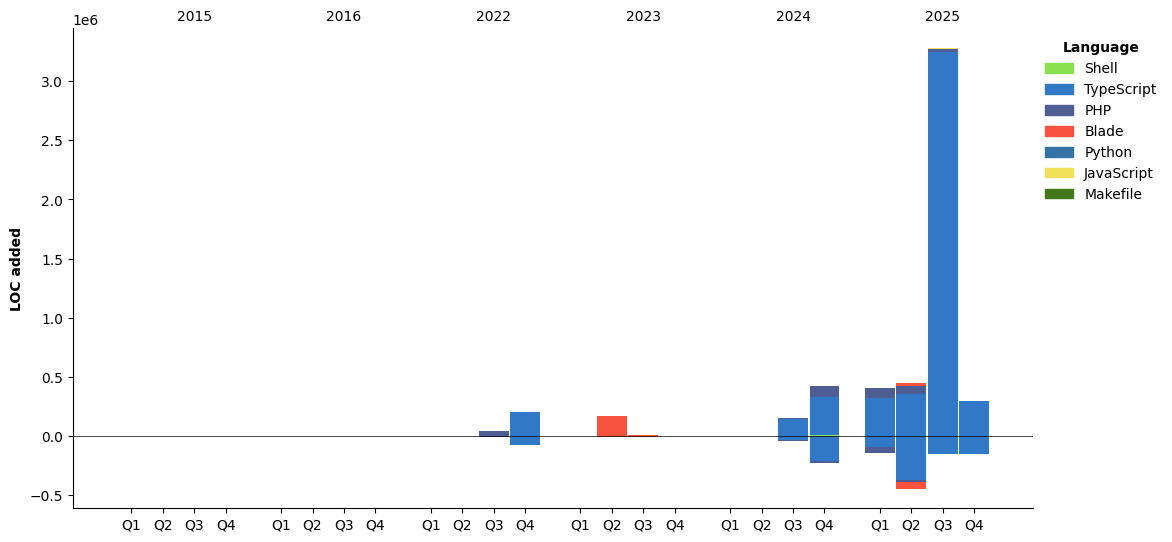 1e6
2015 2016 2022 2023 2024 2025
Language
Shell
TypeScript
PHP
Blade
Python
JavaScript
Makefile
LOC added
3.0
2.5
2.0
1.5
1.0
0.5
0.0
−0.5
Q1 Q2 Q3 Q4 Q1 Q2 Q3 Q4 Q1 Q2 Q3 Q4 Q1 Q2 Q3 Q4 Q1 Q2 Q3 Q4 Q1 Q2 Q3 Q4